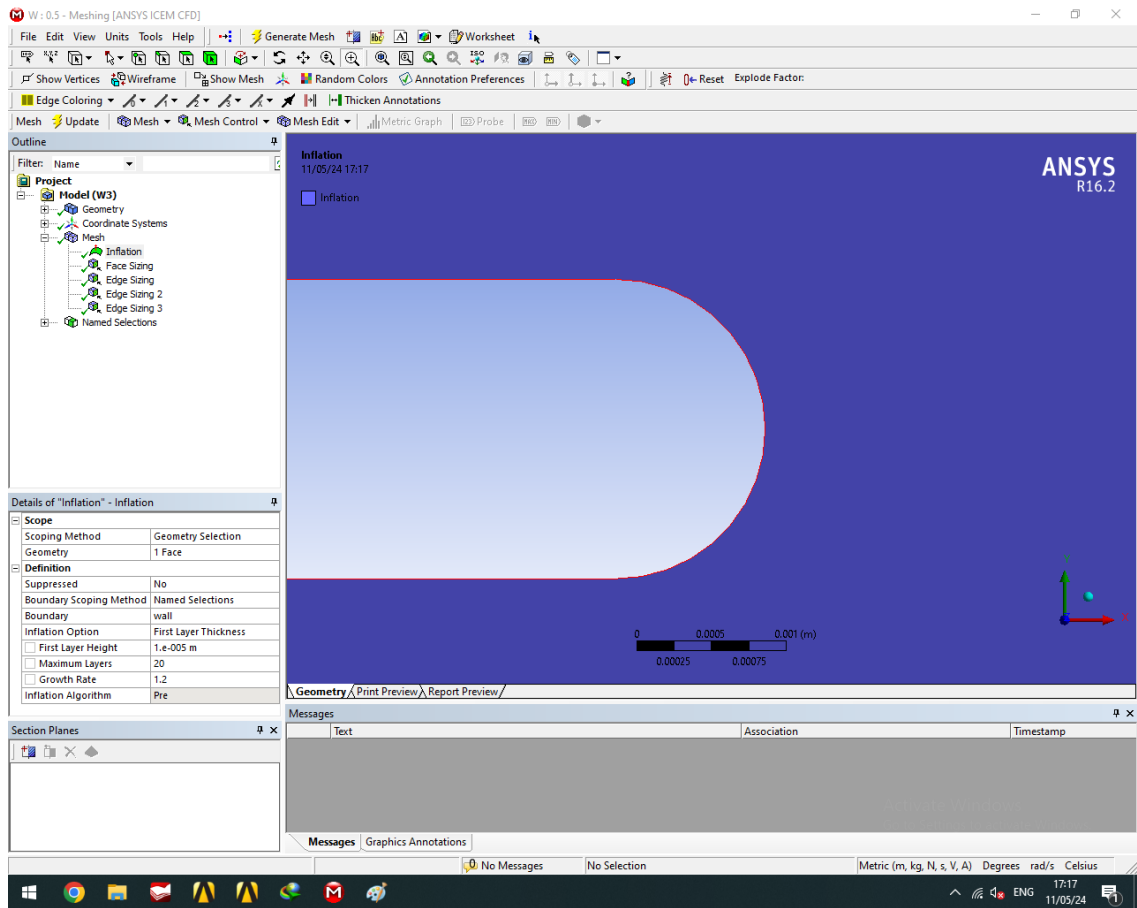 W : 0.5 - Meshing [ANSYS ICEM CFD]
File Edit View Units Tools Help Generate Mesh Worksheet
Show Vertices Wireframe Show Mesh Random Colors Annotation Preferences Reset Explode Factor:
Edge Coloring Thicken Annotations
Mesh Update Mesh Mesh Control Mesh Edit Metric Graph Probe MAX MIN
Outline
Filter: Name
Project
Model (W3)
Geometry
Coordinate Systems
Mesh
Inflation
Face Sizing
Edge Sizing
Edge Sizing 2
Edge Sizing 3
Named Selections
Details of "Inflation" - Inflation
Scope
Scoping Method Geometry Selection
Geometry 1 Face
Definition
Suppressed No
Boundary Scoping Method Named Selections
Boundary wall
Inflation Option First Layer Thickness
First Layer Height 1.e-005 m
Maximum Layers 20
Growth Rate 1.2
Inflation Algorithm Pre
Section Planes
Inflation
11/05/24 17:17
Inflation
ANSYS
R16.2
Y
X
0 0.0005 0.001 (m)
0.00025 0.00075
Geometry Print Preview Report Preview
Messages
Text Association Timestamp
Activate Windows
Messages Graphics Annotations
0 No Messages No Selection Metric (m, kg, N, s, V, A) Degrees rad/s Celsius
ENG 17:17
11/05/24
1